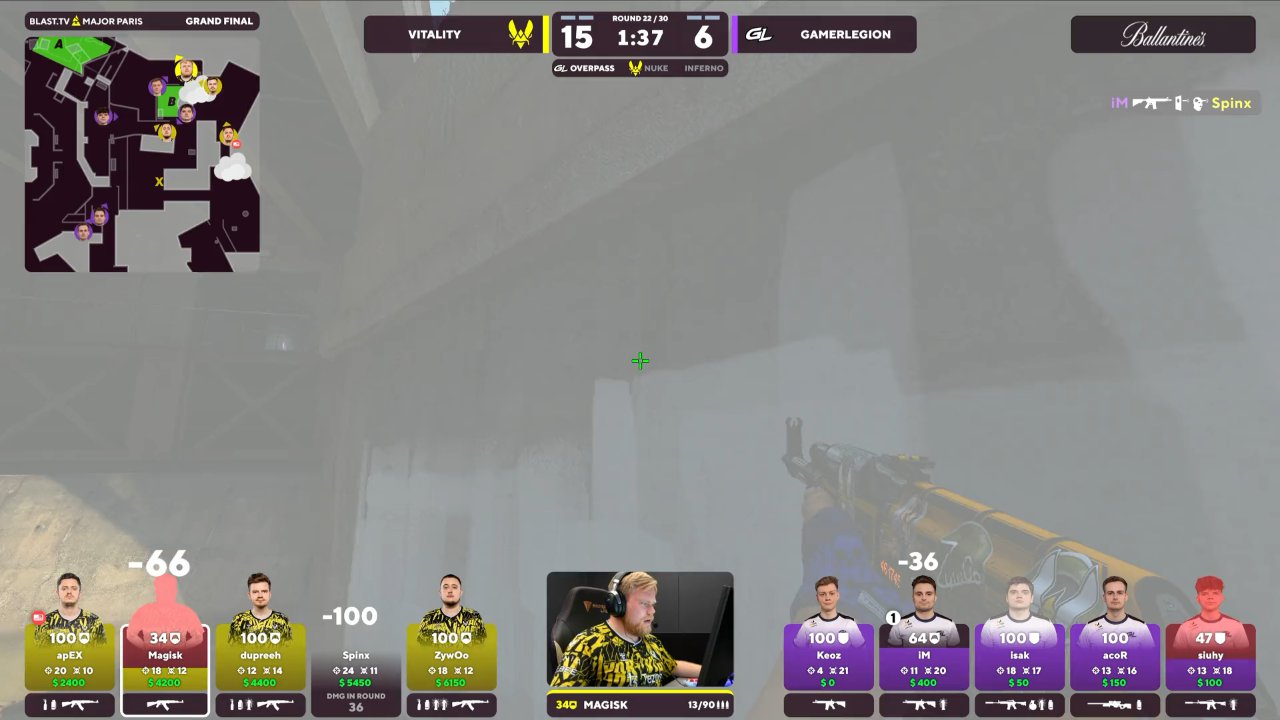 BLAST.TV MAJOR PARIS GRAND FINAL
A
B
X
VITALITY
15
ROUND 22 / 30
1:37
6
GL
GAMERLEGION
GL OVERPASS NUKE INFERNO
Ballantine's
iM Spinx
-66
-100
-36
100
apEX
20 10
$ 2400
34
Magisk
18 12
$ 4200
100
dupreeh
12 14
$ 4400
Spinx
24 11
$ 5450
DMG IN ROUND
36
100
ZywOo
18 12
$ 6150
34 MAGISK 13/90
100
Keoz
4 21
$ 0
1
64
iM
11 20
$ 400
100
isak
18 17
$ 50
100
acoR
13 16
$ 150
47
siuhy
13 18
$ 100